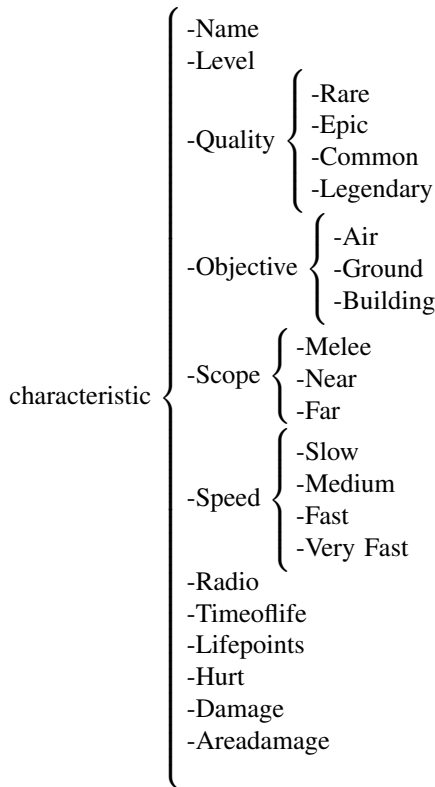 -Name
-Level
-Quality
-Rare
-Epic
-Common
-Legendary
-Objective
-Air
-Ground
-Building
characteristic
-Scope
-Melee
-Near
-Far
-Speed
-Slow
-Medium
-Fast
-Very Fast
-Radio
-Timeoflife
-Lifepoints
-Hurt
-Damage
-Areadamage